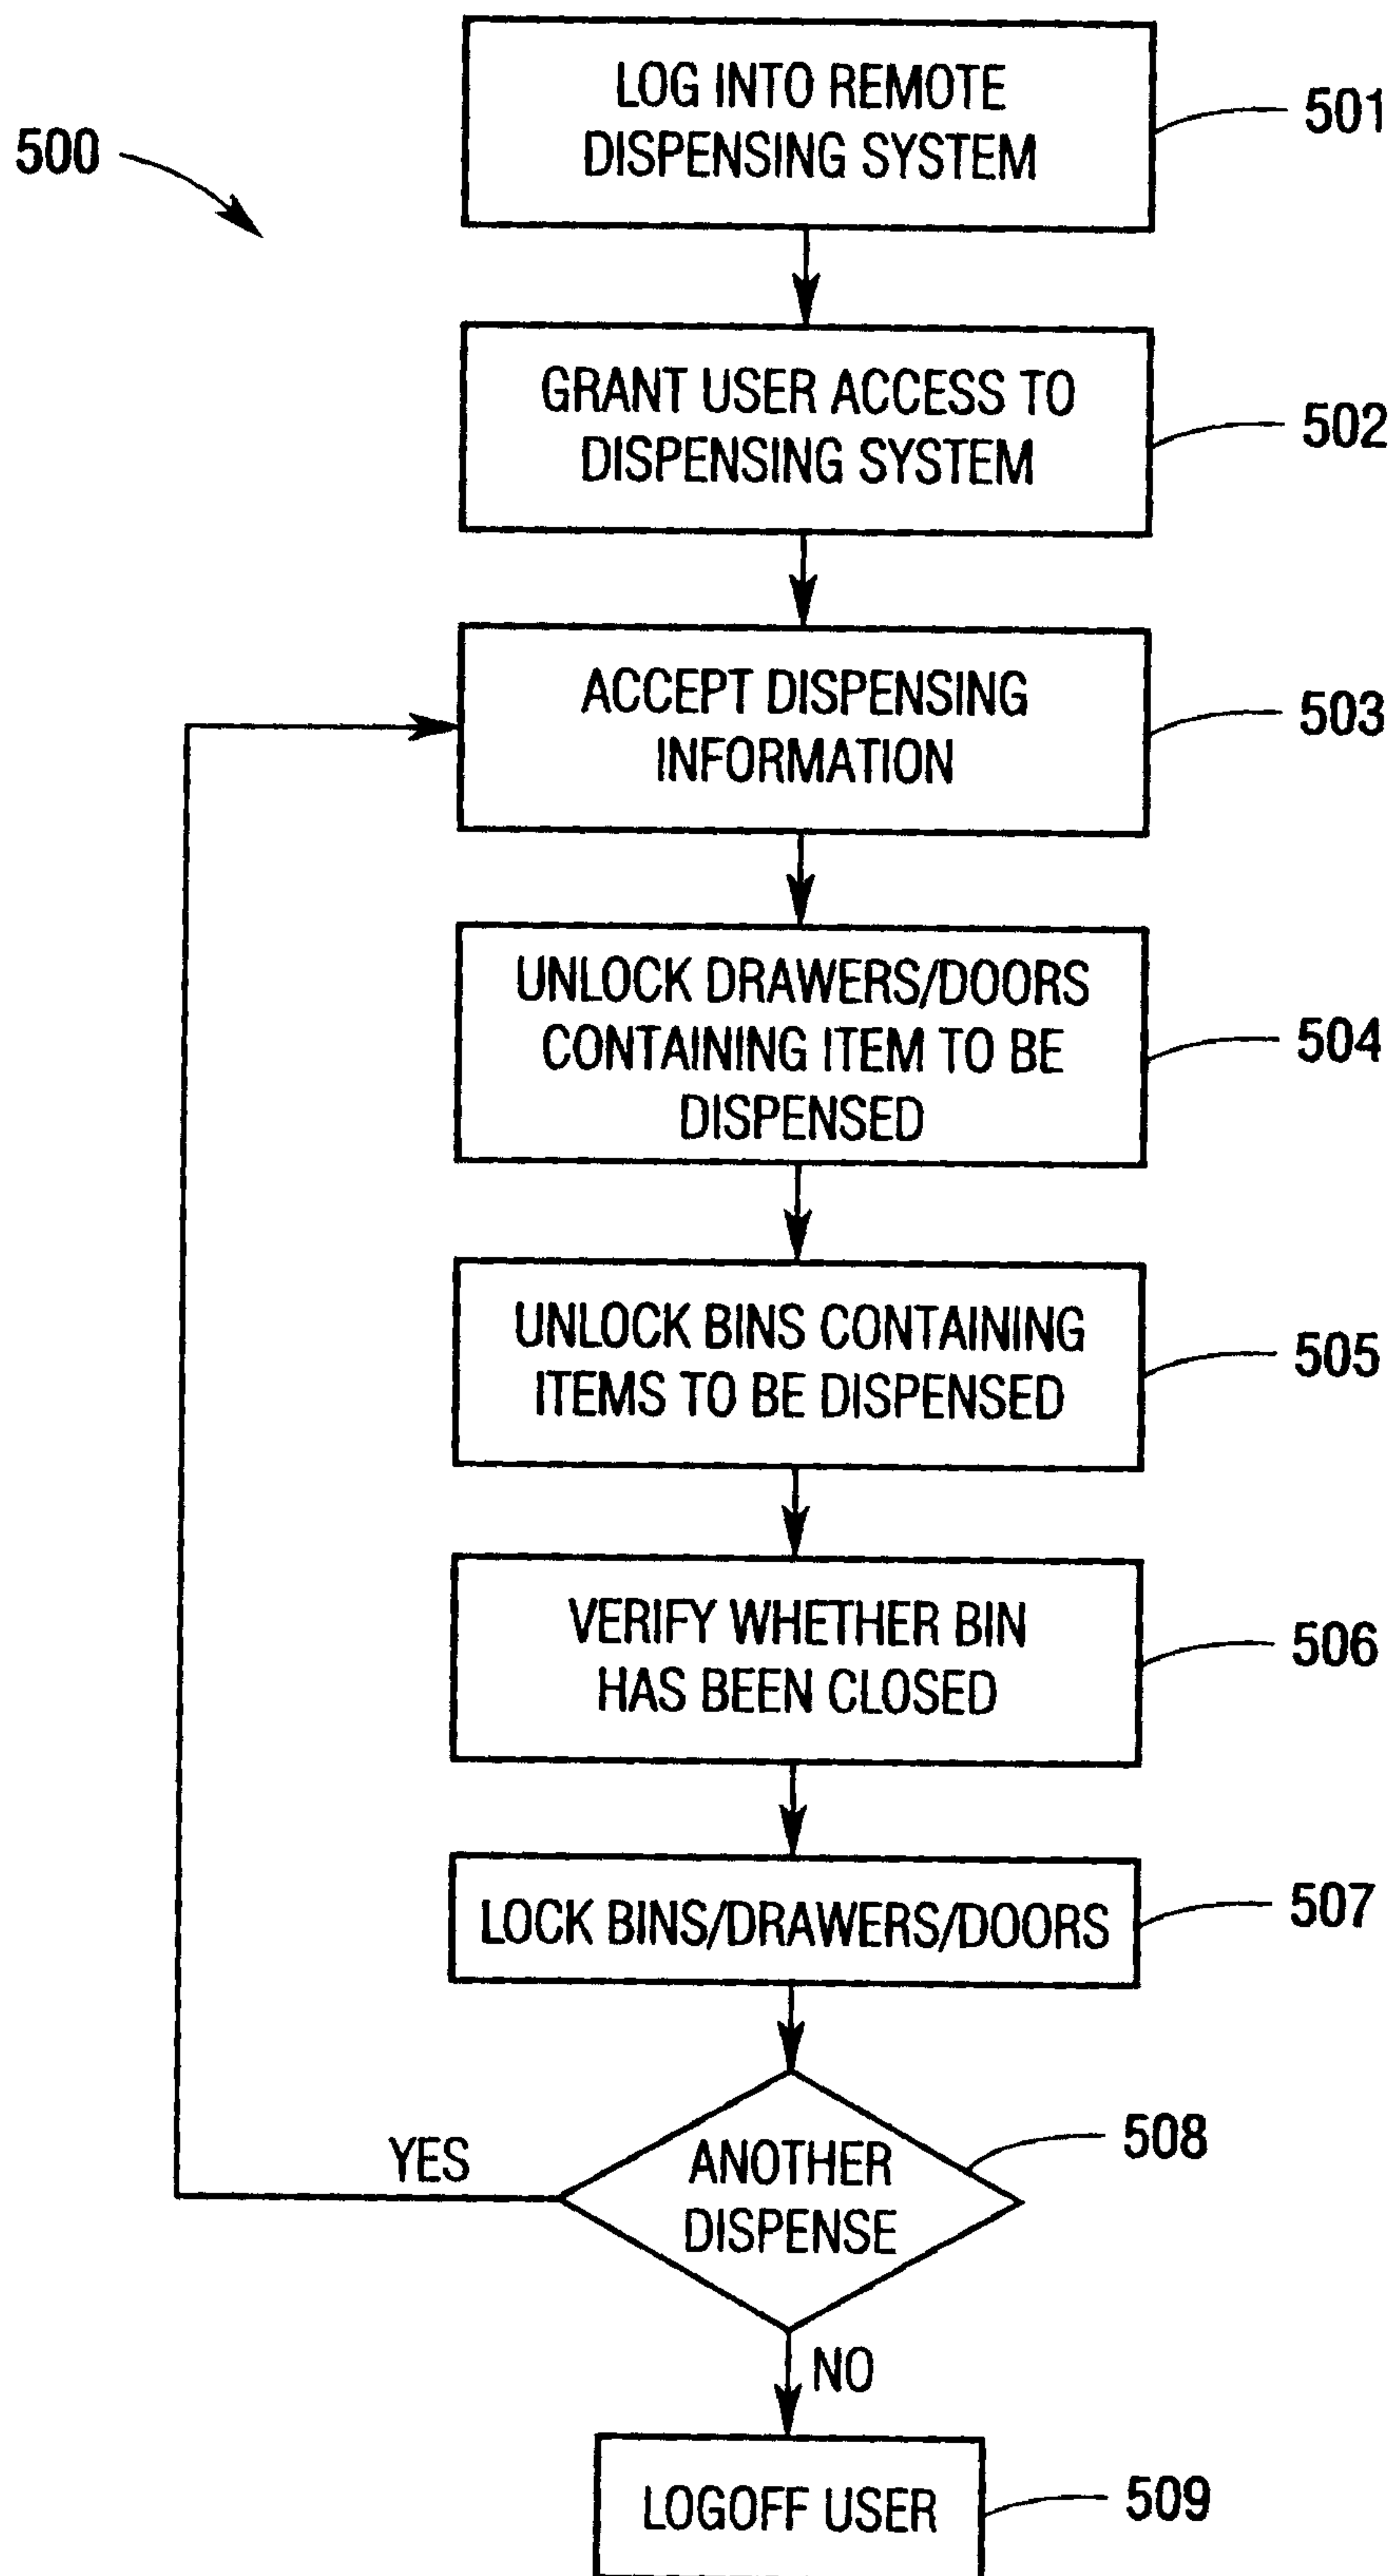 500
LOG INTO REMOTE
DISPENSING SYSTEM
501
GRANT USER ACCESS TO
DISPENSING SYSTEM
502
ACCEPT DISPENSING
INFORMATION
503
UNLOCK DRAWERS/DOORS
CONTAINING ITEM TO BE
DISPENSED
504
UNLOCK BINS CONTAINING
ITEMS TO BE DISPENSED
505
VERIFY WHETHER BIN
HAS BEEN CLOSED
506
LOCK BINS/DRAWERS/DOORS
507
ANOTHER
DISPENSE
508
YES
NO
LOGOFF USER
509